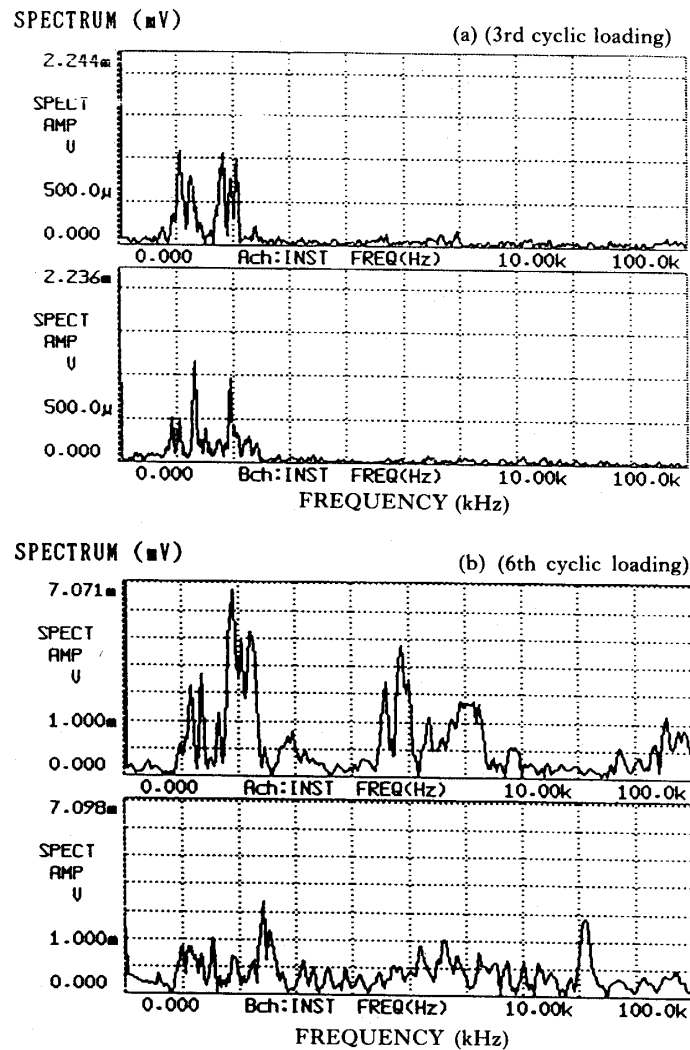 SPECTRUM (mV)
(a) (3rd cyclic loading)
2.244m
SPECT
AMP
V
500.0μ
0.000
0.000 Ach:INST FREQ(Hz) 10.00k 100.0k
2.236m
SPECT
AMP
V
500.0μ
0.000
0.000 Bch:INST FREQ(Hz) 10.00k 100.0k
FREQUENCY (kHz)
SPECTRUM (mV)
(b) (6th cyclic loading)
7.071m
SPECT
AMP
V
1.000m
0.000
0.000 Ach:INST FREQ(Hz) 10.00k 100.0k
7.098m
SPECT
AMP
V
1.000m
0.000
0.000 Bch:INST FREQ(Hz) 10.00k 100.0k
FREQUENCY (kHz)